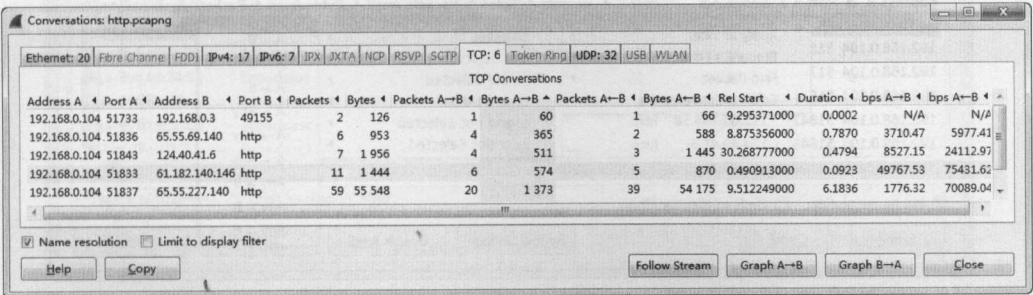 Conversations: http.pcapng
Ethernet: 20 Fibre Channe FDDI IPv4: 17 IPv6: 7 IPX JXTA NCP RSVP SCTP TCP: 6 Token Ring UDP: 32 USB WLAN
TCP Conversations
Address A Port A Address B Port B Packets Bytes Packets A→B Bytes A→B Packets A←B Bytes A←B Rel Start Duration bps A→B bps A←B
192.168.0.104 51733 192.168.0.3 49155 2 126 1 60 1 66 9.295371000 0.0002 N/A N/A
192.168.0.104 51836 65.55.69.140 http 6 953 4 365 2 588 8.875356000 0.7870 3710.47 5977.41
192.168.0.104 51843 124.40.41.6 http 7 1 956 4 511 3 1 445 30.268777000 0.4794 8527.15 24112.97
192.168.0.104 51833 61.182.140.146 http 11 1 444 6 574 5 870 0.490913000 0.0923 49767.53 75431.62
192.168.0.104 51837 65.55.227.140 http 59 55 548 20 1 373 39 54 175 9.512249000 6.1836 1776.32 70089.04
Name resolution Limit to display filter
Help Copy Follow Stream Graph A→B Graph B→A Close